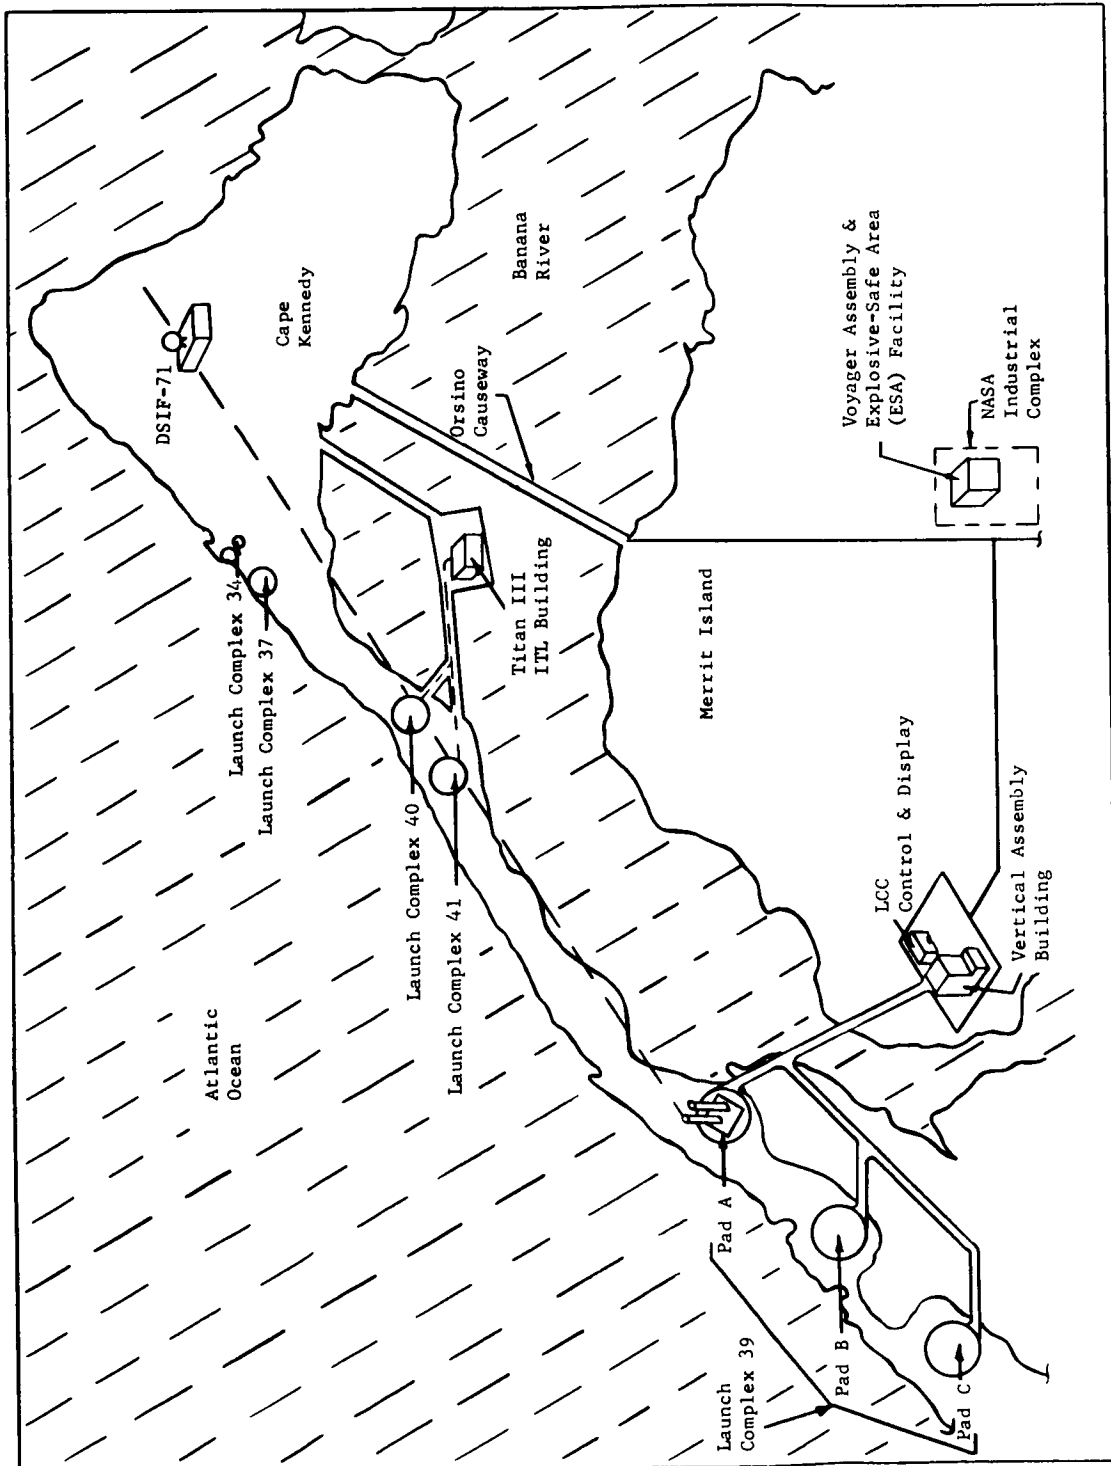 Atlantic
Ocean
Launch Complex 34
Launch Complex 37
DSIF-71
Cape
Kennedy
Launch Complex 40
Launch Complex 41
Orsino
Causeway
Banana
River
Titan III
ITL Building
Merrit Island
Launch
Complex 39
Pad A
Pad B
Pad C
LCC
Control & Display
Vertical Assembly
Building
Voyager Assembly &
Explosive-Safe Area
(ESA) Facility
NASA
Industrial
Complex